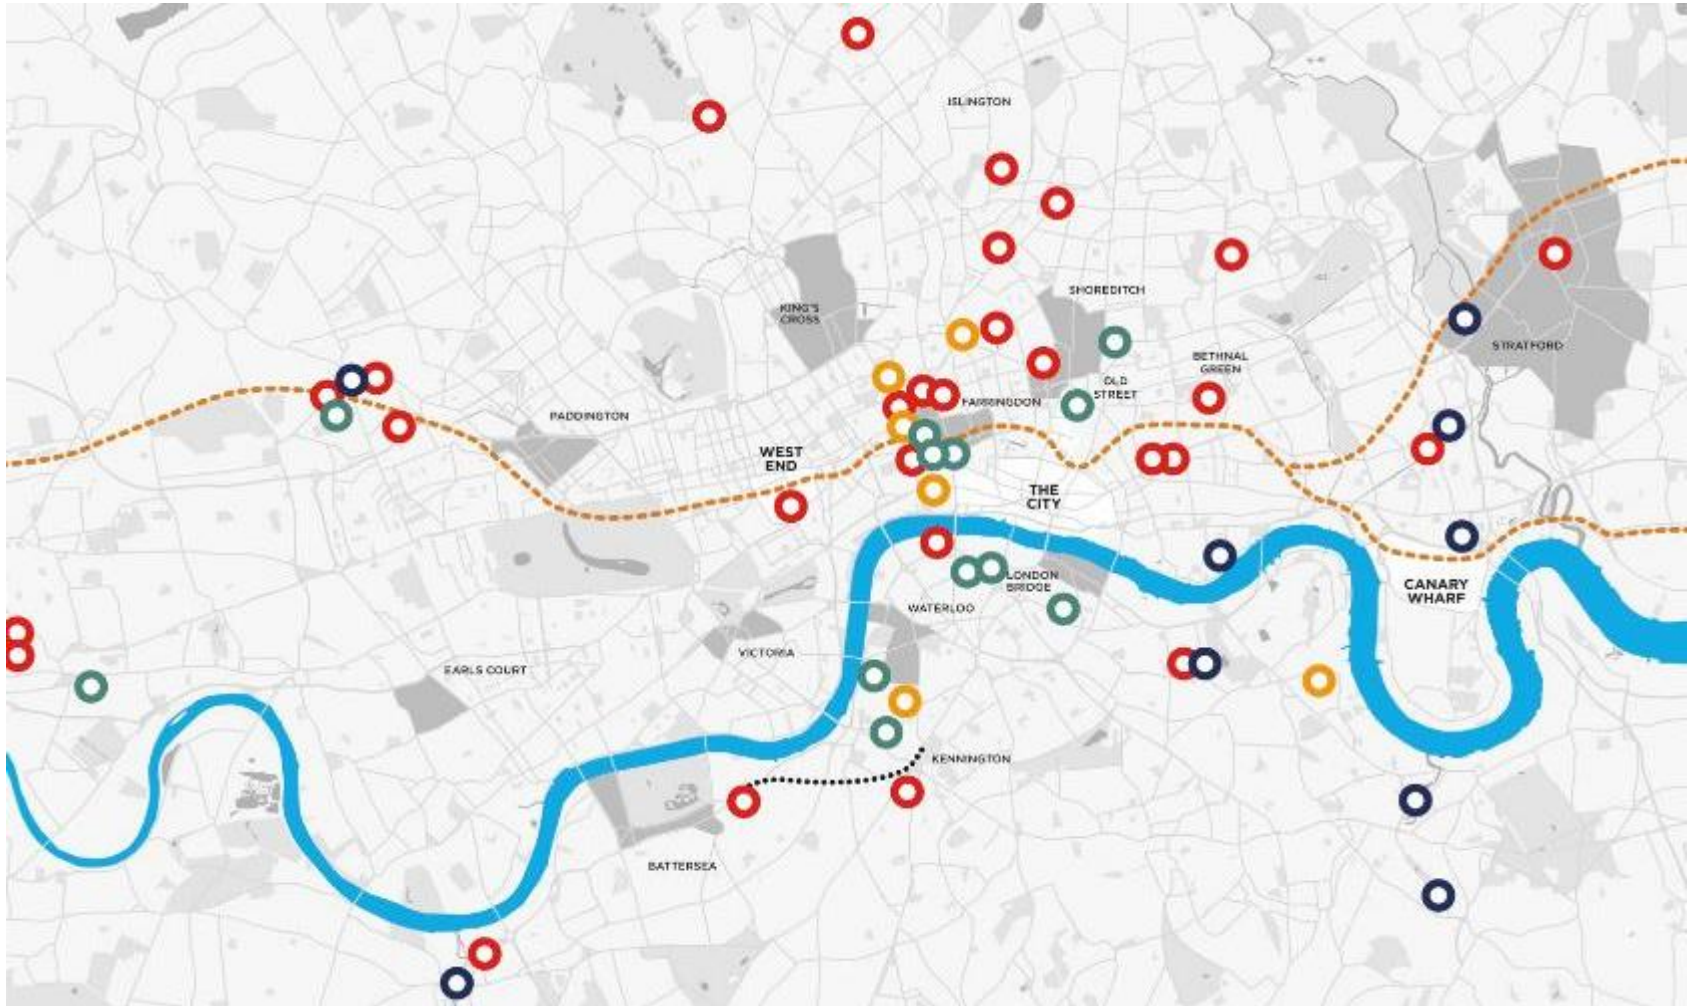 ISLINGTON
SHOREDITCH
KING'S
CROSS
STRATFORD
BETHNAL
GREEN
OLD
STREET
FARRINGDON
PADDINGTON
WEST
END
THE
CITY
LONDON
BRIDGE
CANARY
WHARF
WATERLOO
VICTORIA
EARLS COURT
KENNINGTON
BATTERSEA